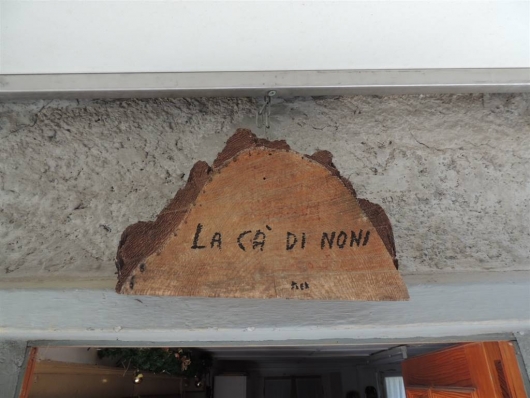 LA CÀ DI NONI